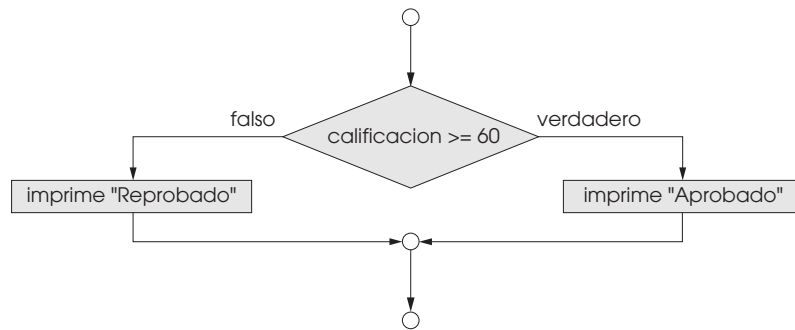 falso
verdadero
calificacion >= 60
imprime "Reprobado"
imprime "Aprobado"